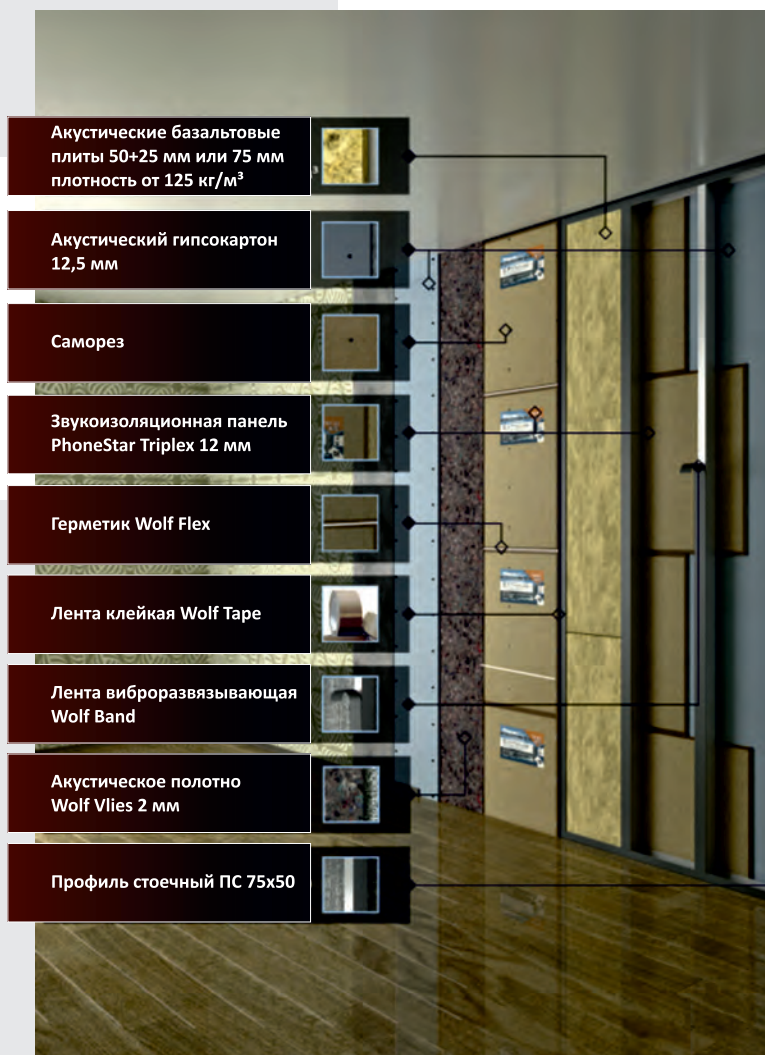 Акустические базальтовые
плиты 50+25 мм или 75 мм
плотность от 125 кг/м³
Акустический гипсокартон
12,5 мм
Саморез
Звукоизоляционная панель
PhoneStar Triplex 12 мм
Герметик Wolf Flex
Лента клейкая Wolf Tape
Лента виброразвязывающая
Wolf Band
Акустическое полотно
Wolf Vlies 2 мм
Профиль стоечный ПС 75х50